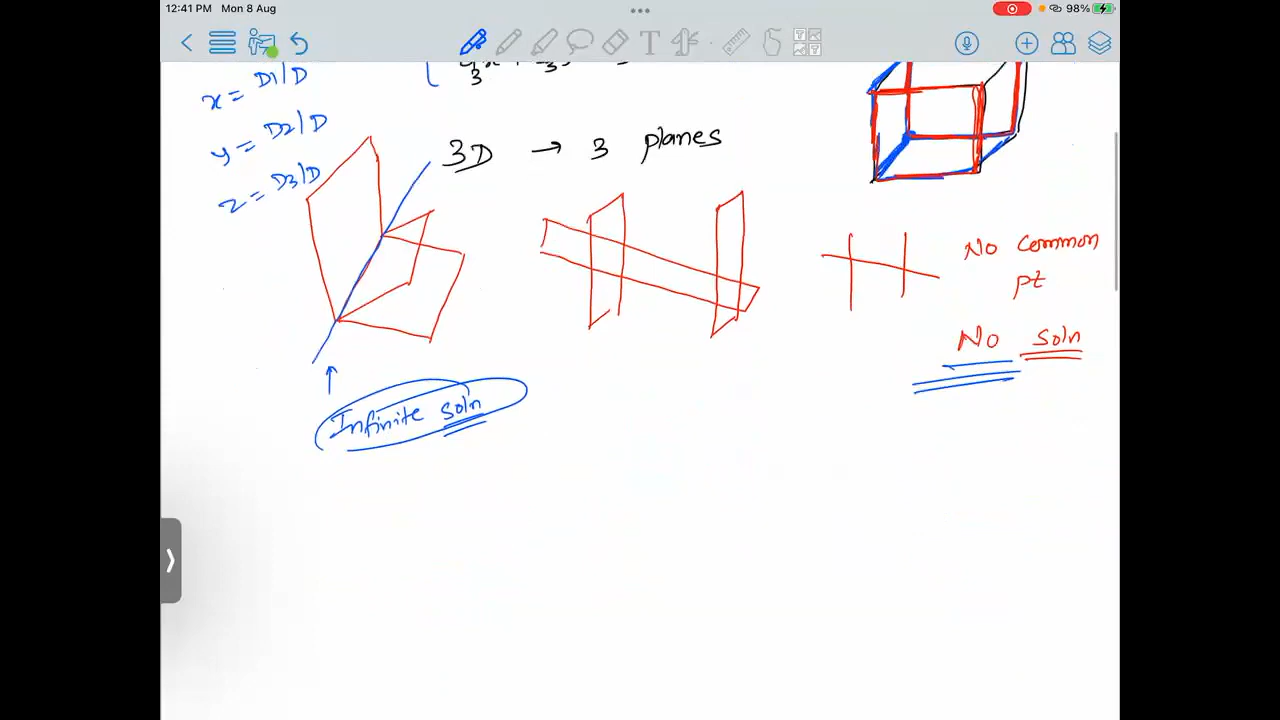 12:41 PM Mon 8 Aug
98%
T
x = D1/D
y = D2/D
z = D3/D
3D → 3 planes
No common
pt
No soln
Infinite soln